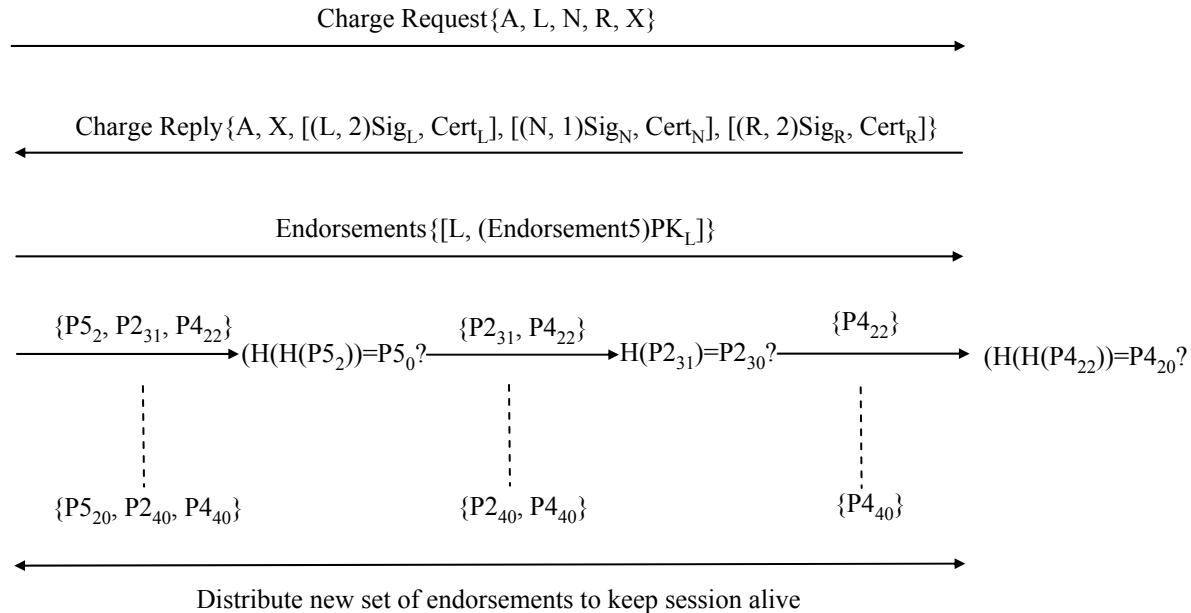 Charge Request{A, L, N, R, X}
Charge Reply{A, X, [(L, 2)Sig_L, Cert_L], [(N, 1)Sig_N, Cert_N], [(R, 2)Sig_R, Cert_R]}
Endorsements{[L, (Endorsement5)PK_L]}
{P5_2, P2_31, P4_22} {P2_31, P4_22} {P4_22}
(H(H(P5_2))=P5_0? H(P2_31)=P2_30? (H(H(P4_22))=P4_20?
{P5_20, P2_40, P4_40} {P2_40, P4_40} {P4_40}
Distribute new set of endorsements to keep session alive